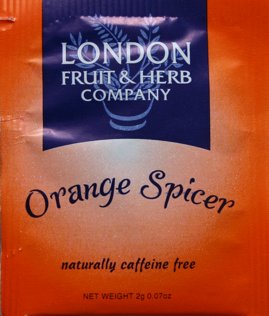 LONDON
FRUIT & HERB
COMPANY
Orange Spicer
naturally caffeine free
NET WEIGHT 2g 0.07oz